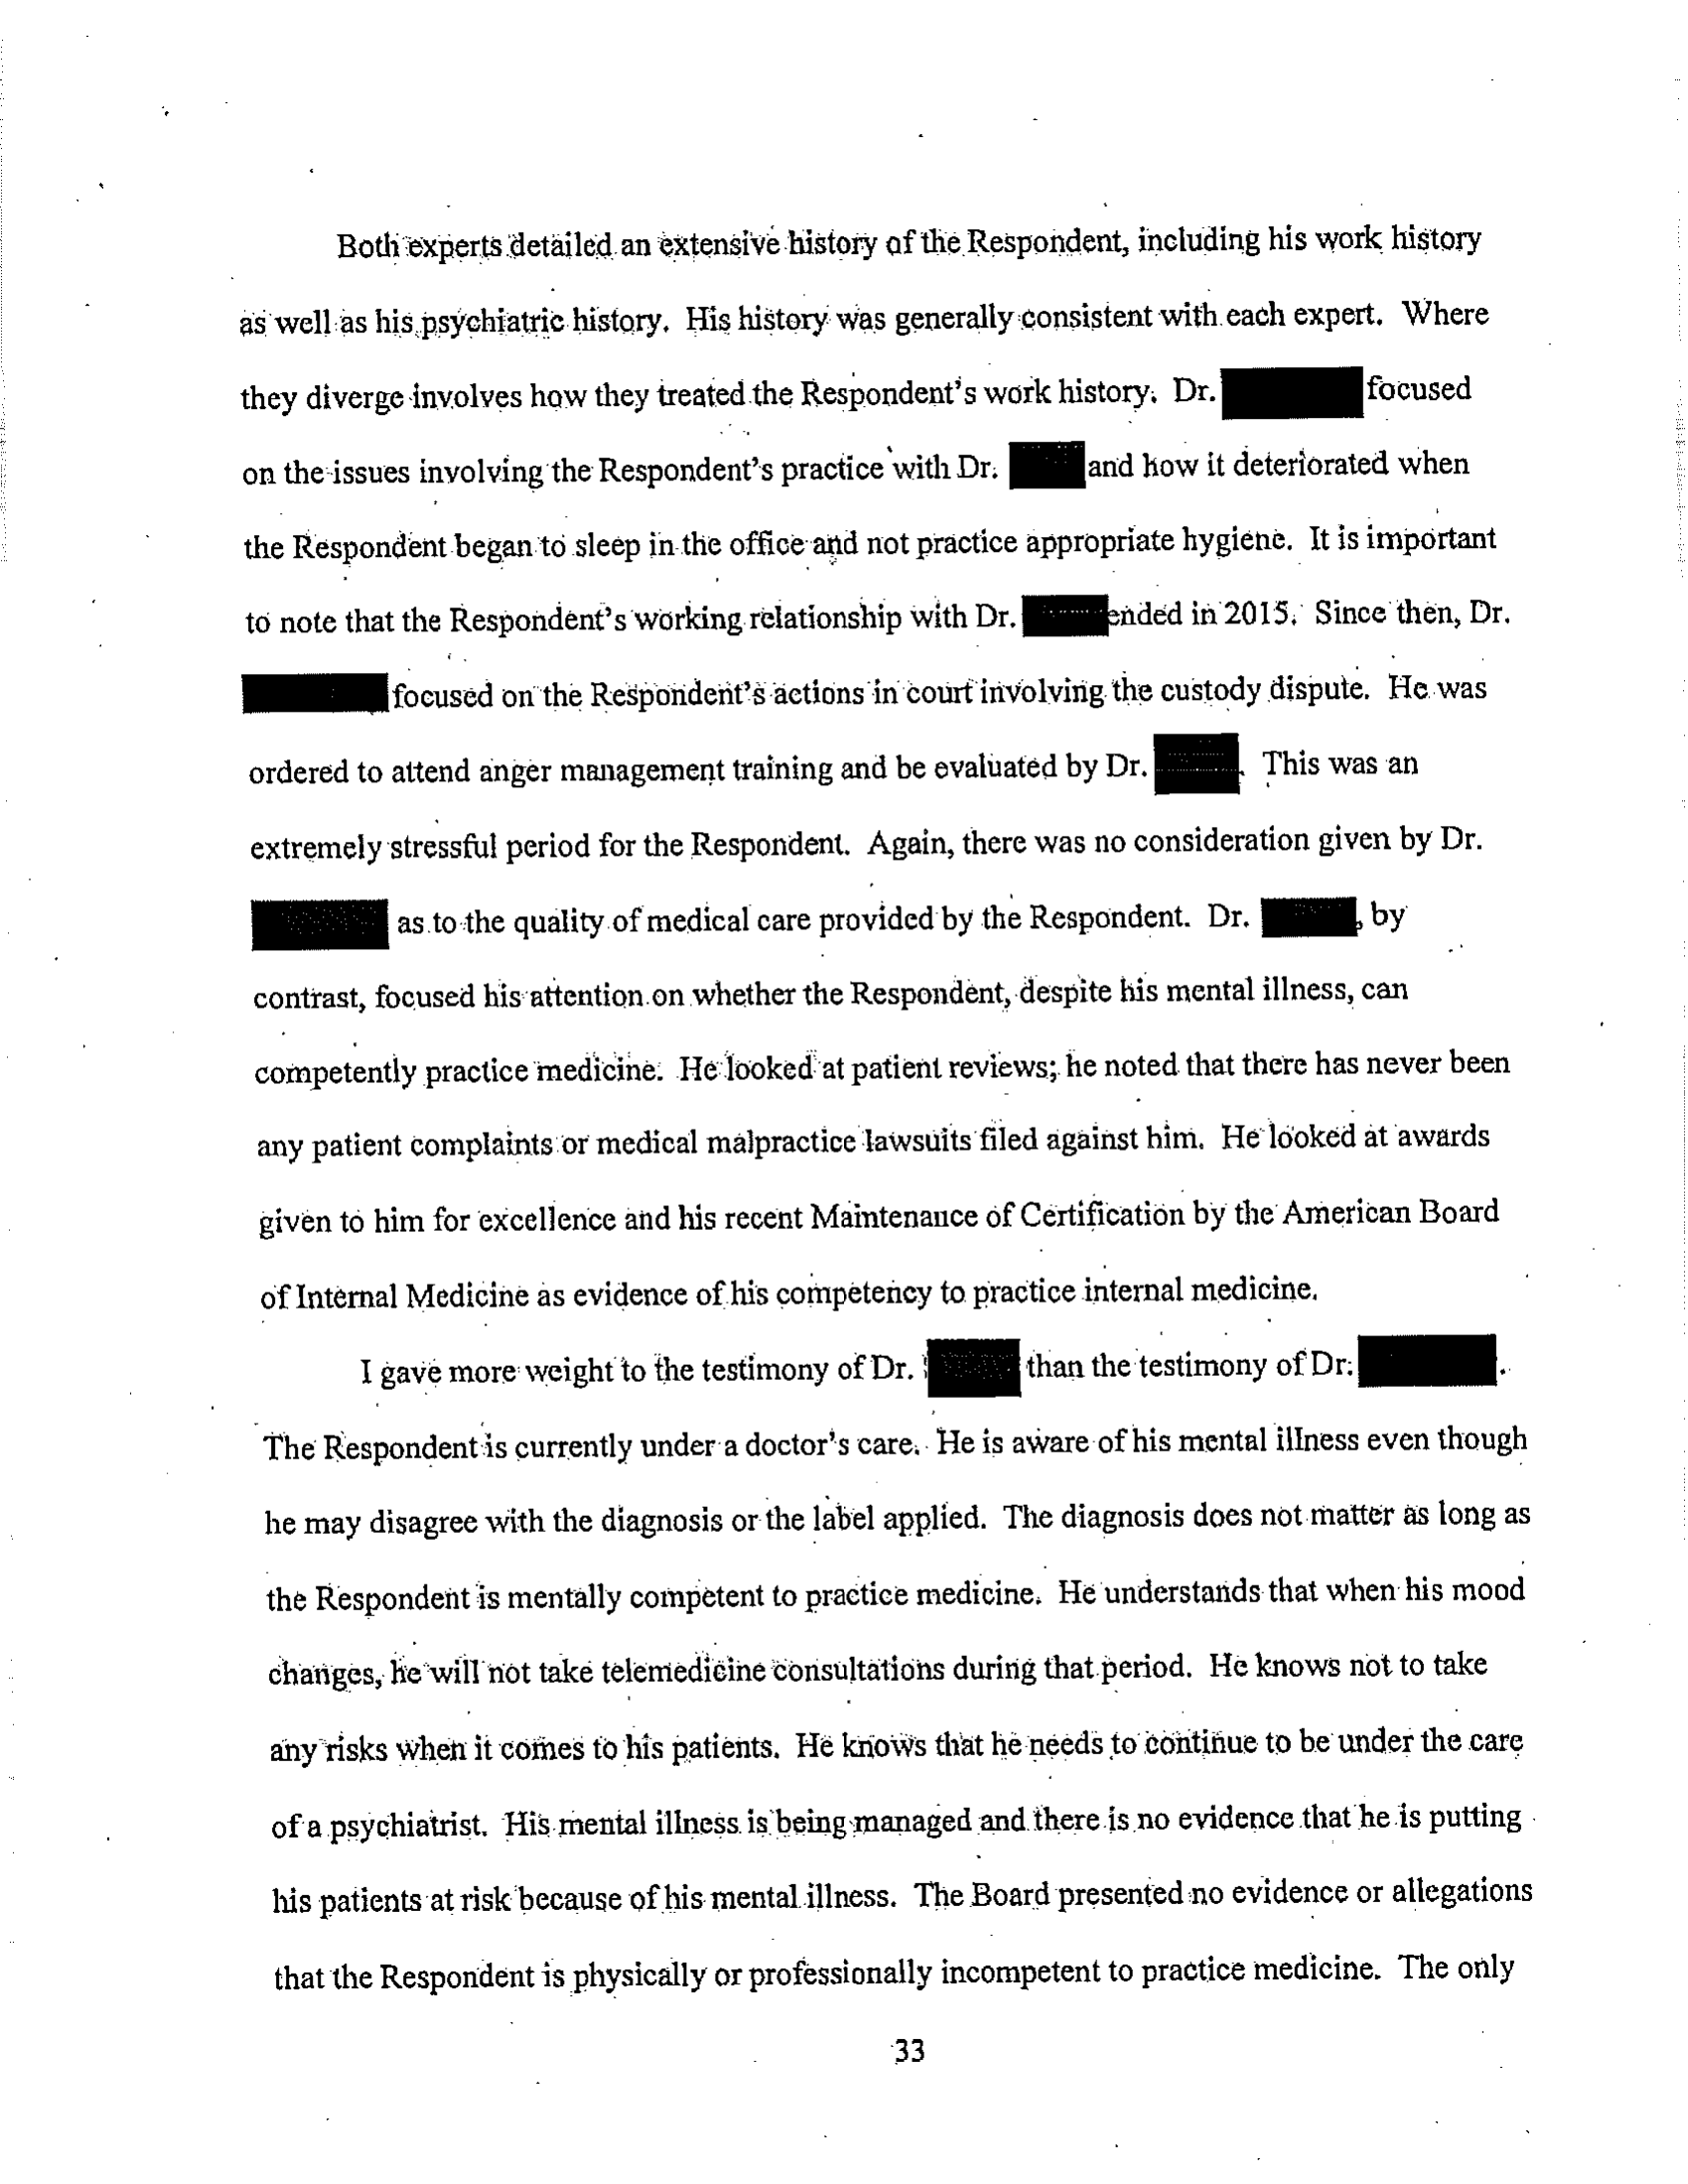 Both experts detailed an extensive history of the Respondent, including his work history
as well as his psychiatric history. His history was generally consistent with each expert. Where
they diverge involves how they treated the Respondent's work history. Dr. focused
on the issues involving the Respondent's practice with Dr. and how it deteriorated when
the Respondent began to sleep in the office and not practice appropriate hygiene. It is important
to note that the Respondent's working relationship with Dr. ended in 2015. Since then, Dr.
focused on the Respondent's actions in court involving the custody dispute. He was
ordered to attend anger management training and be evaluated by Dr. . This was an
extremely stressful period for the Respondent. Again, there was no consideration given by Dr.
as to the quality of medical care provided by the Respondent. Dr. , by
contrast, focused his attention on whether the Respondent, despite his mental illness, can
competently practice medicine. He looked at patient reviews; he noted that there has never been
any patient complaints or medical malpractice lawsuits filed against him. He looked at awards
given to him for excellence and his recent Maintenance of Certification by the American Board
of Internal Medicine as evidence of his competency to practice internal medicine.
I gave more weight to the testimony of Dr. than the testimony of Dr. .
The Respondent is currently under a doctor's care. He is aware of his mental illness even though
he may disagree with the diagnosis or the label applied. The diagnosis does not matter as long as
the Respondent is mentally competent to practice medicine. He understands that when his mood
changes, he will not take telemedicine consultations during that period. He knows not to take
any risks when it comes to his patients. He knows that he needs to continue to be under the care
of a psychiatrist. His mental illness is being managed and there is no evidence that he is putting
his patients at risk because of his mental illness. The Board presented no evidence or allegations
that the Respondent is physically or professionally incompetent to practice medicine. The only
33